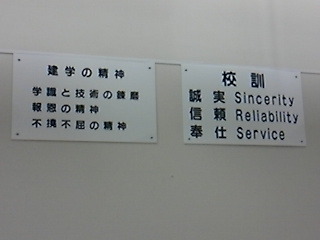 建学の精神
学識と技術の錬磨
報恩の精神
不撓不屈の精神
校訓
誠実 Sincerity
信頼 Reliability
奉仕 Service